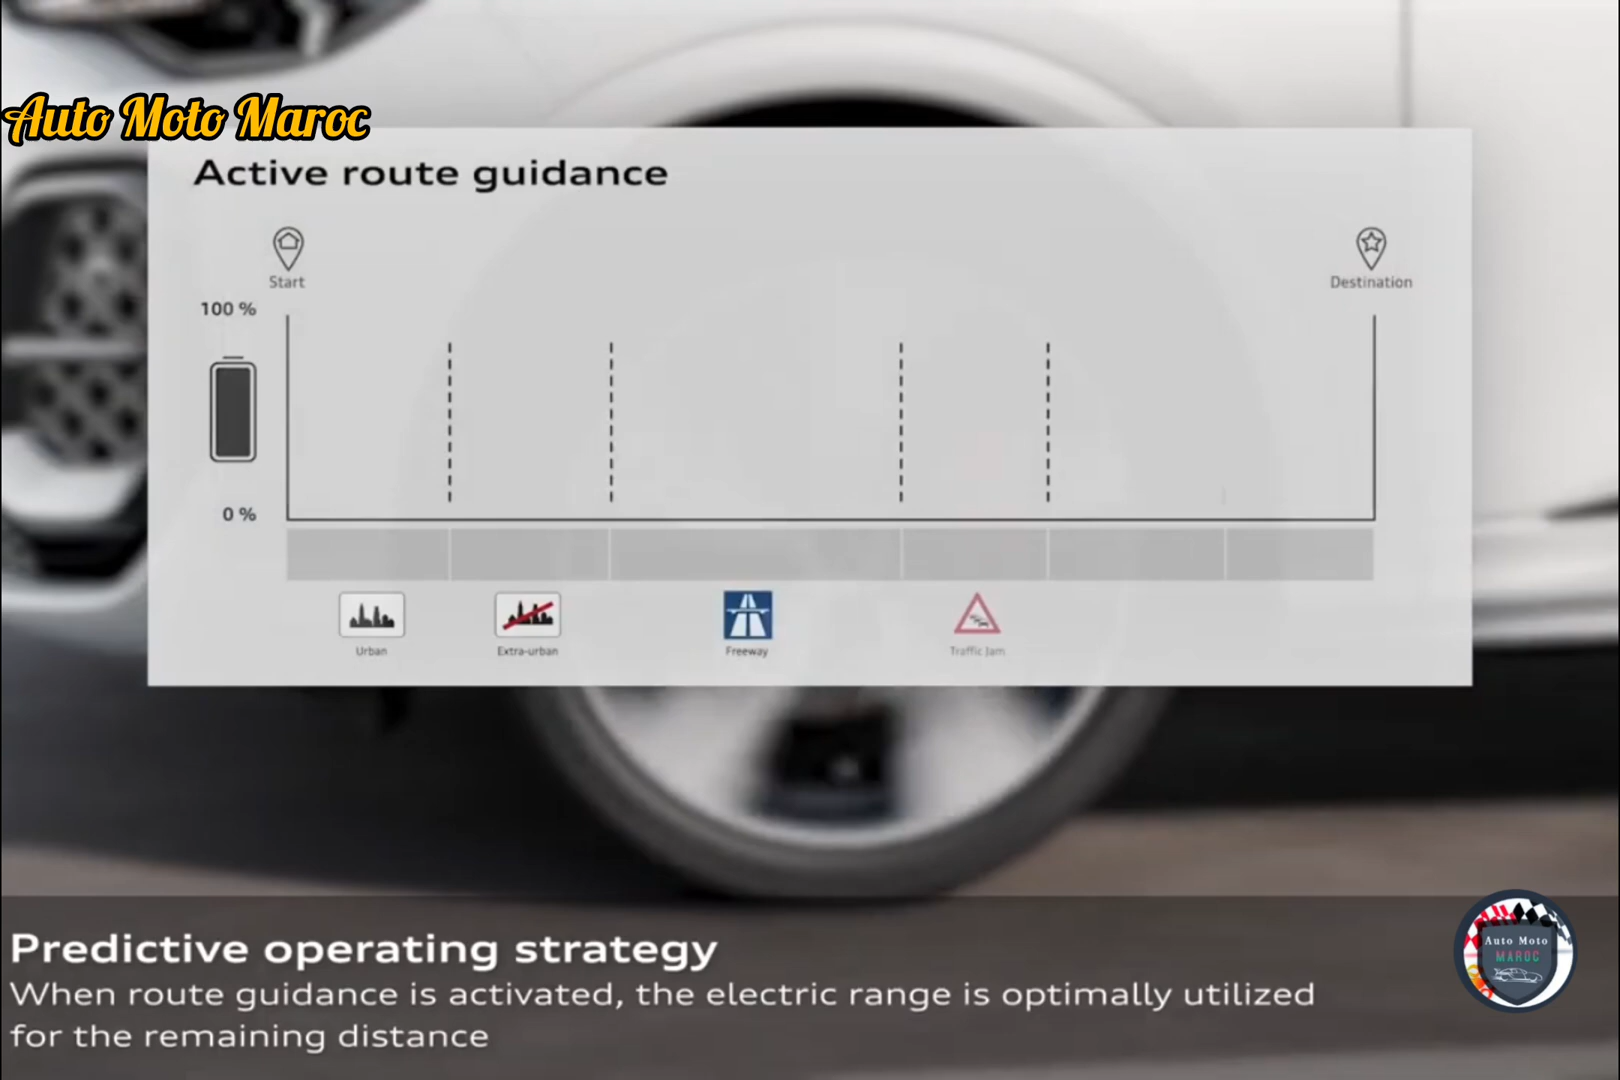 Auto Moto Maroc
Active route guidance
Start
Destination
100 %
0 %
Urban
Extra-urban
Freeway
Traffic Jam
Predictive operating strategy
When route guidance is activated, the electric range is optimally utilized
for the remaining distance
Auto Moto
MAROC